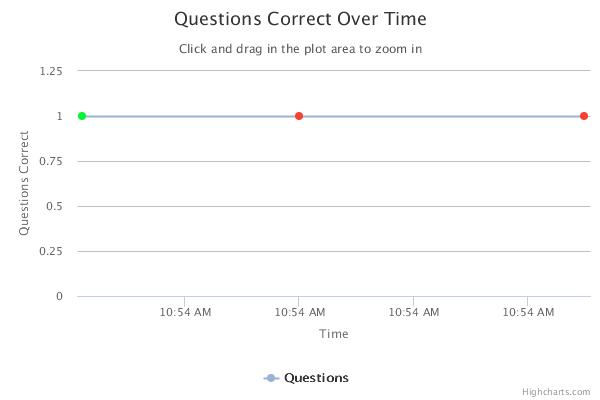 Questions Correct Over Time
Click and drag in the plot area to zoom in
1.25
1
0.75
0.5
0.25
0
Questions Correct
10:54 AM 10:54 AM 10:54 AM 10:54 AM
Time
Questions
Highcharts.com